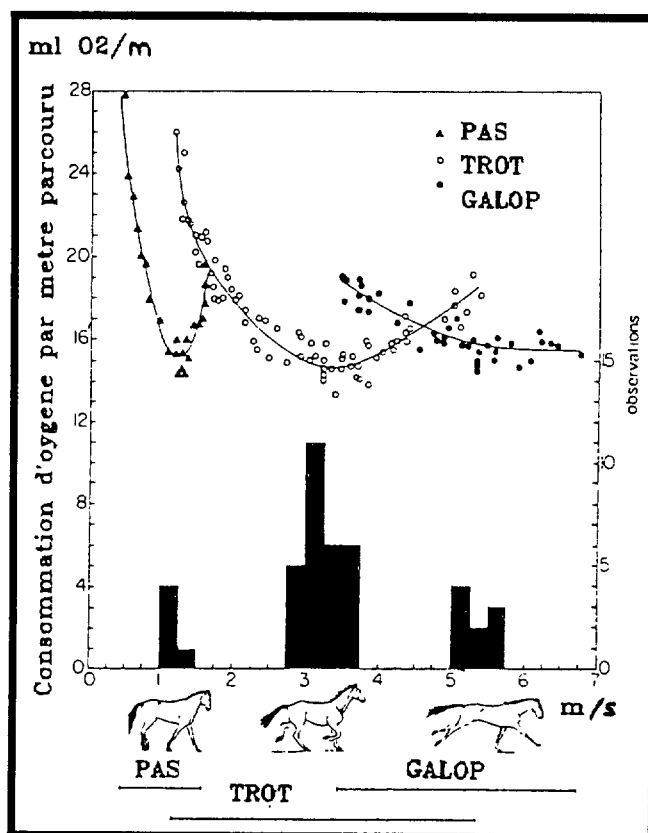 ml O2/m
Consommation d'oygene par metre parcouru
28
24
20
16
12
8
4
0
PAS
TROT
GALOP
observations
15
10
5
0
0 1 2 3 4 5 6 7
m/s
PAS
TROT
GALOP